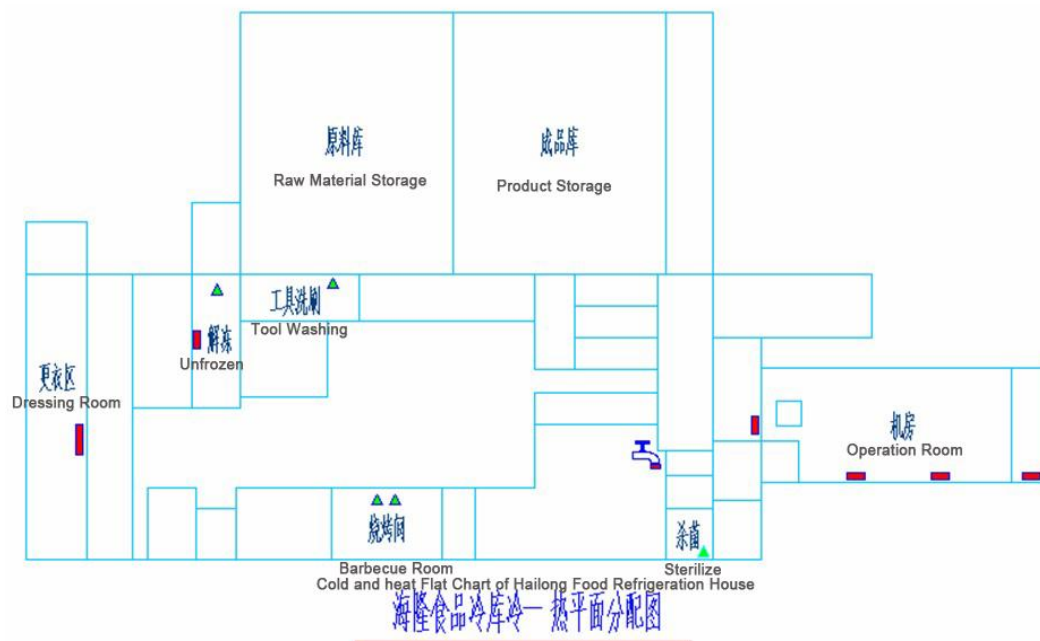 原料库
Raw Material Storage
成品库
Product Storage
工具洗刷
Tool Washing
解冻
Unfrozen
更衣区
Dressing Room
机房
Operation Room
烧烤间
Barbecue Room
杀菌
Sterilize
Cold and heat Flat Chart of Hailong Food Refrigeration House
海隆食品冷库冷一热平面分配图